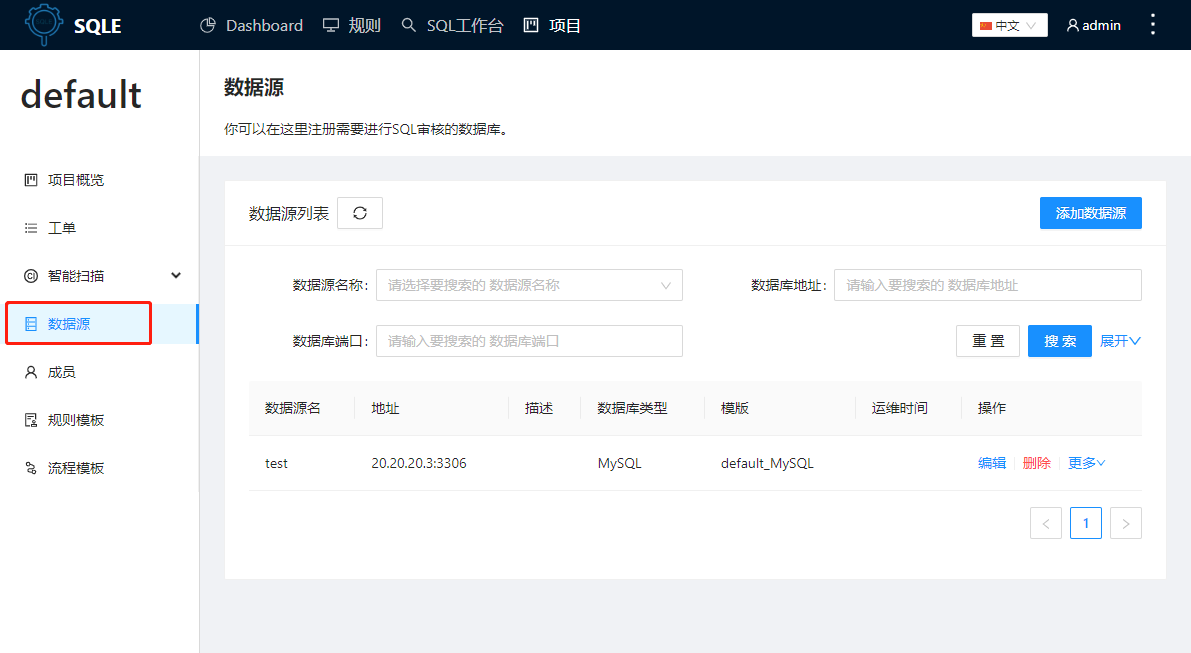 SQLE Dashboard 规则 SQL工作台 项目 中文 admin
default
项目概览
工单
智能扫描
数据源
成员
规则模板
流程模板
数据源
你可以在这里注册需要进行SQL审核的数据库。
数据源列表 添加数据源
数据源名称: 请选择要搜索的 数据源名称 数据库地址: 请输入要搜索的 数据库地址
数据库端口: 请输入要搜索的 数据库端口 重 置 搜 索 展开
数据源名 地址 描述 数据库类型 模版 运维时间 操作
test 20.20.20.3:3306 MySQL default_MySQL 编辑 删除 更多
< 1 >